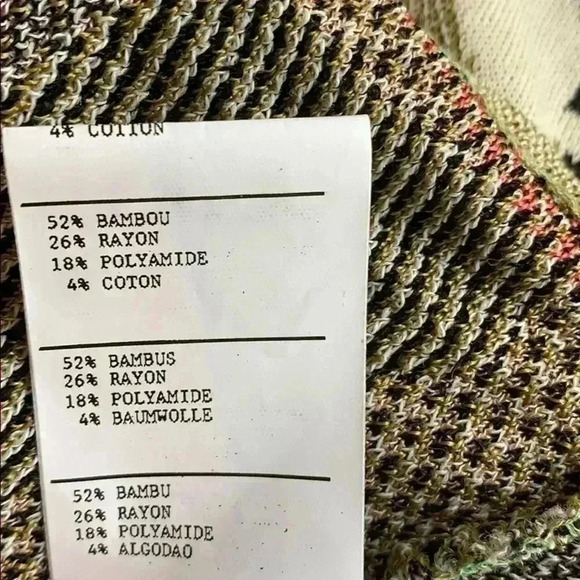 4% COTTON
52% BAMBOU
26% RAYON
18% POLYAMIDE
4% COTON
52% BAMBUS
26% RAYON
18% POLYAMIDE
4% BAUMWOLLE
52% BAMBU
26% RAYON
18% POLYAMIDE
4% ALGODAO